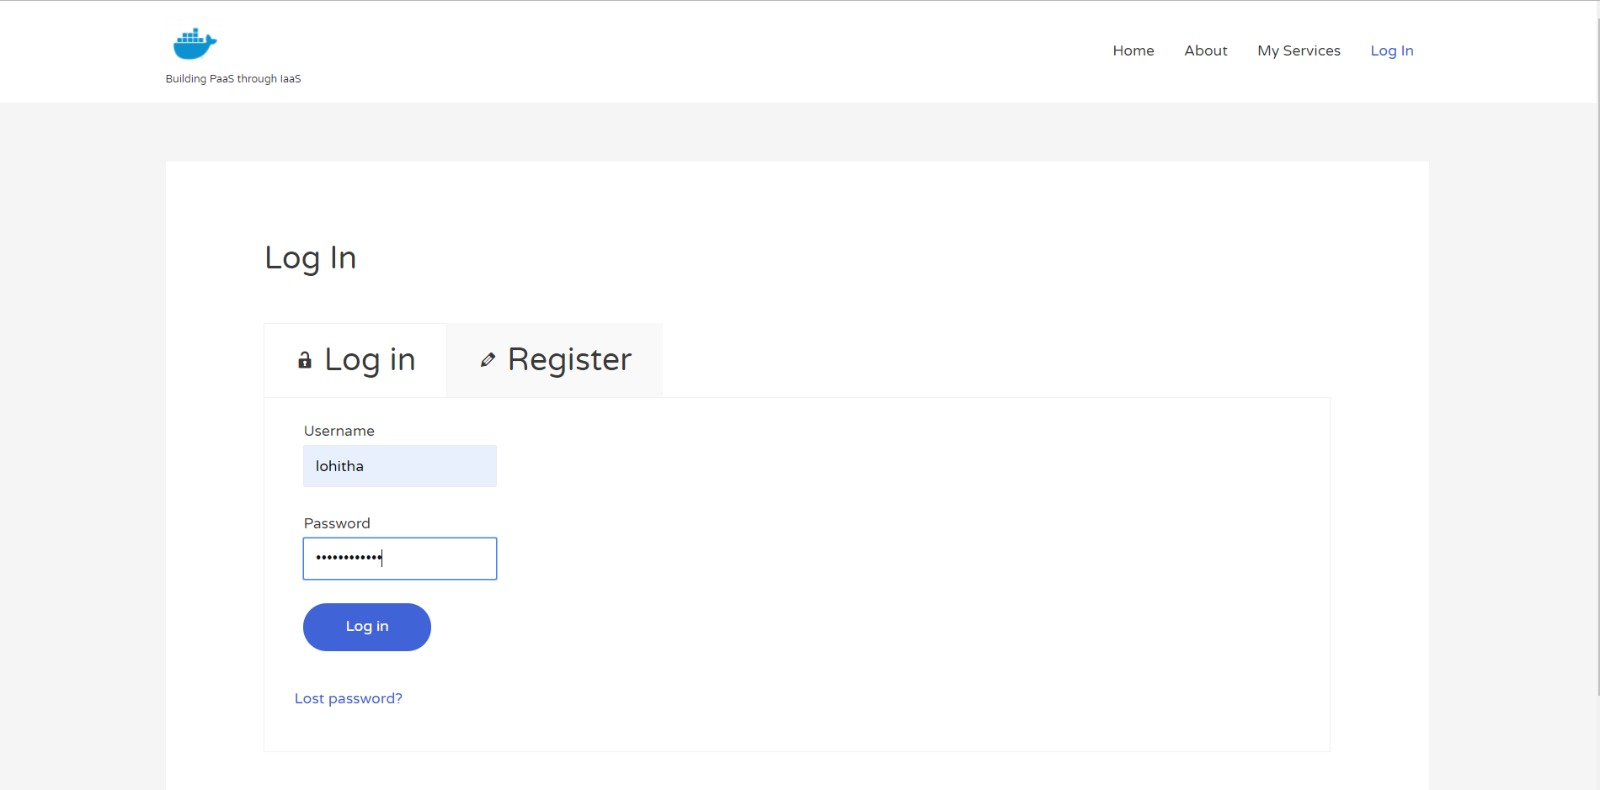 Building PaaS through IaaS
Home About My Services Log In
Log In
Log in Register
Username
lohitha
Password
••••••••••••
Log in
Lost password?